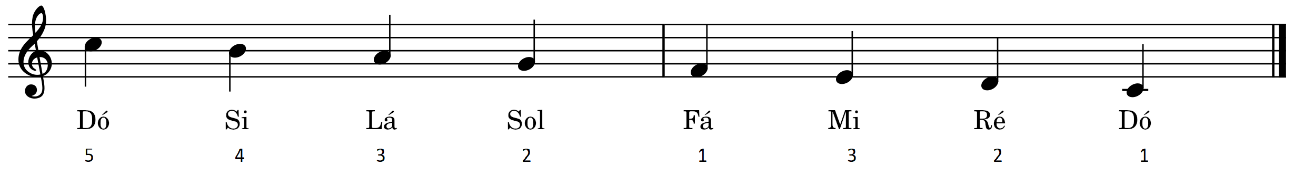 Dó Si Lá Sol Fá Mi Ré Dó
5 4 3 2 1 3 2 1